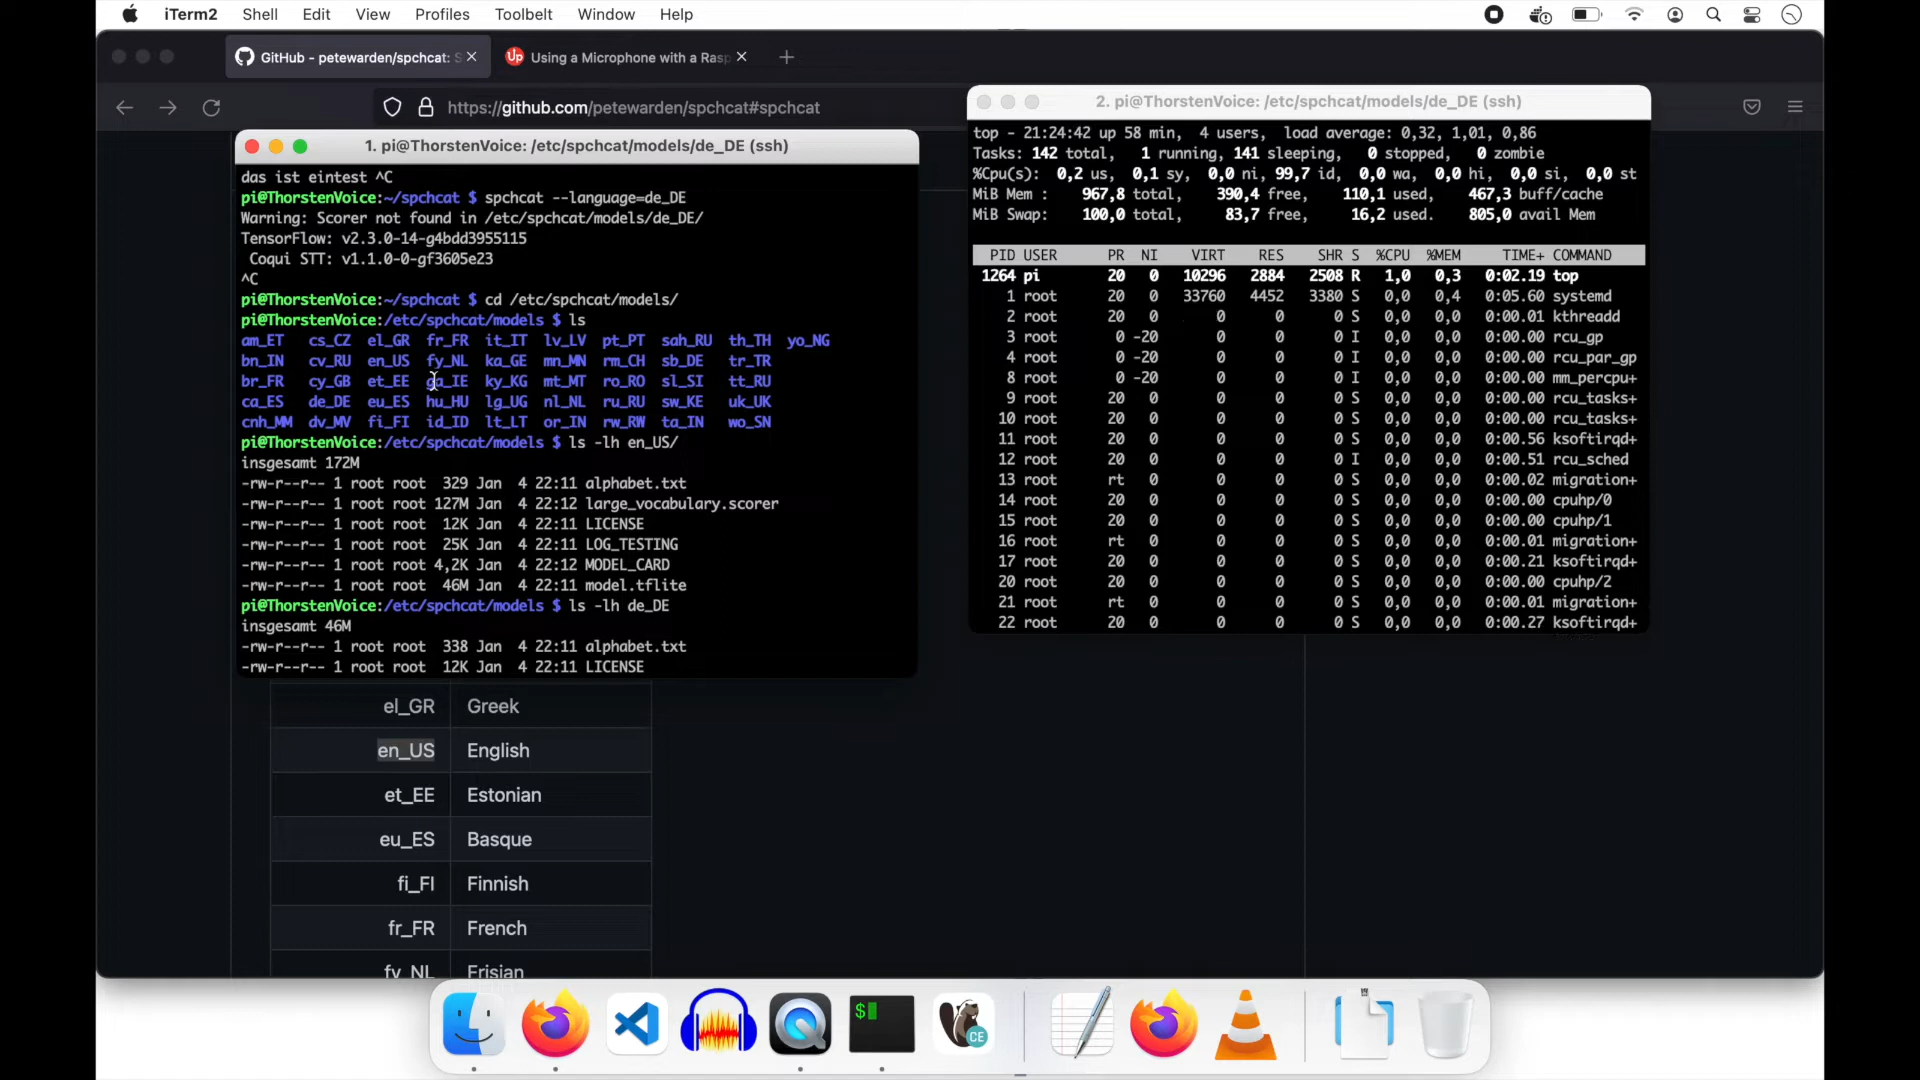 iTerm2 Shell Edit View Profiles Toolbelt Window Help
GitHub - petewarden/spchcat: S
Using a Microphone with a Rasp
https://github.com/petewarden/spchcat#spchcat
1. pi@ThorstenVoice: /etc/spchcat/models/de_DE (ssh)
das ist eintest ^C
pi@ThorstenVoice:~/spchcat $ spchcat --language=de_DE
Warning: Scorer not found in /etc/spchcat/models/de_DE/
TensorFlow: v2.3.0-14-g4bdd3955115
Coqui STT: v1.1.0-0-gf3605e23
^C
pi@ThorstenVoice:~/spchcat $ cd /etc/spchcat/models/
pi@ThorstenVoice:/etc/spchcat/models $ ls
am_ET cs_CZ el_GR fr_FR it_IT lv_LV pt_PT sah_RU th_TH yo_NG
bn_IN cv_RU en_US fy_NL ka_GE mn_MN rm_CH sb_DE tr_TR
br_FR cy_GB et_EE ga_IE ky_KG mt_MT ro_RO sl_SI tt_RU
ca_ES de_DE eu_ES hu_HU lg_UG nl_NL ru_RU sw_KE uk_UK
cnh_MM dv_MV fi_FI id_ID lt_LT or_IN rw_RW ta_IN wo_SN
pi@ThorstenVoice:/etc/spchcat/models $ ls -lh en_US/
insgesamt 172M
-rw-r--r-- 1 root root 329 Jan 4 22:11 alphabet.txt
-rw-r--r-- 1 root root 127M Jan 4 22:12 large_vocabulary.scorer
-rw-r--r-- 1 root root 12K Jan 4 22:11 LICENSE
-rw-r--r-- 1 root root 25K Jan 4 22:11 LOG_TESTING
-rw-r--r-- 1 root root 4,2K Jan 4 22:12 MODEL_CARD
-rw-r--r-- 1 root root 46M Jan 4 22:11 model.tflite
pi@ThorstenVoice:/etc/spchcat/models $ ls -lh de_DE
insgesamt 46M
-rw-r--r-- 1 root root 338 Jan 4 22:11 alphabet.txt
-rw-r--r-- 1 root root 12K Jan 4 22:11 LICENSE
2. pi@ThorstenVoice: /etc/spchcat/models/de_DE (ssh)
top - 21:24:42 up 58 min, 4 users, load average: 0,32, 1,01, 0,86
Tasks: 142 total, 1 running, 141 sleeping, 0 stopped, 0 zombie
%Cpu(s): 0,2 us, 0,1 sy, 0,0 ni, 99,7 id, 0,0 wa, 0,0 hi, 0,0 si, 0,0 st
MiB Mem : 967,8 total, 390,4 free, 110,1 used, 467,3 buff/cache
MiB Swap: 100,0 total, 83,7 free, 16,2 used. 805,0 avail Mem
PID USER PR NI VIRT RES SHR S %CPU %MEM TIME+ COMMAND
1264 pi 20 0 10296 2884 2508 R 1,0 0,3 0:02.19 top
1 root 20 0 33760 4452 3380 S 0,0 0,4 0:05.60 systemd
2 root 20 0 0 0 0 S 0,0 0,0 0:00.01 kthreadd
3 root 0 -20 0 0 0 I 0,0 0,0 0:00.00 rcu_gp
4 root 0 -20 0 0 0 I 0,0 0,0 0:00.00 rcu_par_gp
8 root 0 -20 0 0 0 I 0,0 0,0 0:00.00 mm_percpu+
9 root 20 0 0 0 0 S 0,0 0,0 0:00.00 rcu_tasks+
10 root 20 0 0 0 0 S 0,0 0,0 0:00.00 rcu_tasks+
11 root 20 0 0 0 0 S 0,0 0,0 0:00.56 ksoftirqd+
12 root 20 0 0 0 0 I 0,0 0,0 0:00.51 rcu_sched
13 root rt 0 0 0 0 S 0,0 0,0 0:00.02 migration+
14 root 20 0 0 0 0 S 0,0 0,0 0:00.00 cpuhp/0
15 root 20 0 0 0 0 S 0,0 0,0 0:00.00 cpuhp/1
16 root rt 0 0 0 0 S 0,0 0,0 0:00.01 migration+
17 root 20 0 0 0 0 S 0,0 0,0 0:00.21 ksoftirqd+
20 root 20 0 0 0 0 S 0,0 0,0 0:00.00 cpuhp/2
21 root rt 0 0 0 0 S 0,0 0,0 0:00.01 migration+
22 root 20 0 0 0 0 S 0,0 0,0 0:00.27 ksoftirqd+
el_GR Greek
en_US English
et_EE Estonian
eu_ES Basque
fi_FI Finnish
fr_FR French
fy_NL Frisian
Up
$
CE